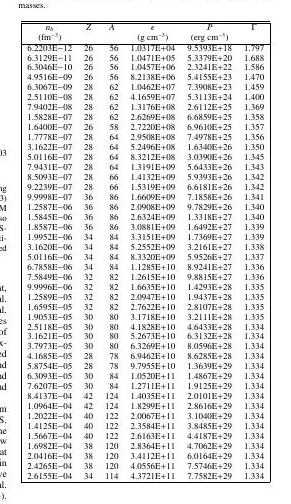 masses.
n_b Z A ε P Γ
(fm⁻³) (g cm⁻³) (erg cm⁻³)
6.2203E−12 26 56 1.0317E+04 9.5393E+18 1.797
6.3129E−11 26 56 1.0471E+05 5.3379E+20 1.688
6.3046E−10 26 56 1.0457E+06 2.3241E+22 1.586
4.9516E−09 26 56 8.2138E+06 5.4155E+23 1.470
6.3067E−09 28 62 1.0462E+07 7.3908E+23 1.459
2.5110E−08 28 62 4.1659E+07 5.3113E+24 1.400
7.9402E−08 28 62 1.3176E+08 2.6112E+25 1.369
1.5828E−07 28 62 2.6269E+08 6.6859E+25 1.358
1.6400E−07 26 58 2.7220E+08 6.9610E+25 1.357
1.7778E−07 28 64 2.9508E+08 7.4978E+25 1.356
3.1622E−07 28 64 5.2496E+08 1.6340E+26 1.350
5.0116E−07 28 64 8.3212E+08 3.0390E+26 1.345
7.9431E−07 28 64 1.3191E+09 5.6433E+26 1.343
8.5093E−07 28 66 1.4132E+09 5.9393E+26 1.342
9.2239E−07 28 66 1.5319E+09 6.6181E+26 1.342
9.9998E−07 36 86 1.6609E+09 7.1858E+26 1.341
1.2587E−06 36 86 2.0908E+09 9.7829E+26 1.340
1.5845E−06 36 86 2.6324E+09 1.3318E+27 1.340
1.8587E−06 36 86 3.0881E+09 1.6492E+27 1.339
1.9952E−06 34 84 3.3151E+09 1.7369E+27 1.339
3.1620E−06 34 84 5.2552E+09 3.2161E+27 1.338
5.0116E−06 34 84 8.3320E+09 5.9526E+27 1.337
6.7858E−06 34 84 1.1285E+10 8.9241E+27 1.336
7.5849E−06 32 82 1.2615E+10 9.8815E+27 1.336
9.9996E−06 32 82 1.6635E+10 1.4293E+28 1.335
1.2589E−05 32 82 2.0947E+10 1.9437E+28 1.335
1.6595E−05 32 82 2.7622E+10 2.8107E+28 1.335
1.9053E−05 30 80 3.1718E+10 3.2111E+28 1.335
2.5118E−05 30 80 4.1828E+10 4.6433E+28 1.334
3.1621E−05 30 80 5.2673E+10 6.3132E+28 1.334
3.7973E−05 30 80 6.3269E+10 8.0596E+28 1.334
4.1685E−05 28 78 6.9462E+10 8.6285E+28 1.334
5.8754E−05 28 78 9.7955E+10 1.3639E+29 1.334
6.3093E−05 30 84 1.0520E+11 1.4867E+29 1.334
7.6207E−05 30 84 1.2711E+11 1.9125E+29 1.334
8.4137E−04 42 124 1.4035E+11 2.0101E+29 1.334
1.0964E−04 42 124 1.8299E+11 2.8616E+29 1.334
1.2022E−04 40 122 2.0067E+11 3.1040E+29 1.334
1.4125E−04 40 122 2.3584E+11 3.8485E+29 1.334
1.5667E−04 40 122 2.6163E+11 4.4187E+29 1.334
1.6982E−04 38 120 2.8364E+11 4.7062E+29 1.334
2.0416E−04 38 120 3.4112E+11 6.0164E+29 1.334
2.4265E−04 38 120 4.0556E+11 7.5746E+29 1.334
2.6155E−04 34 114 4.3721E+11 7.7582E+29 1.334